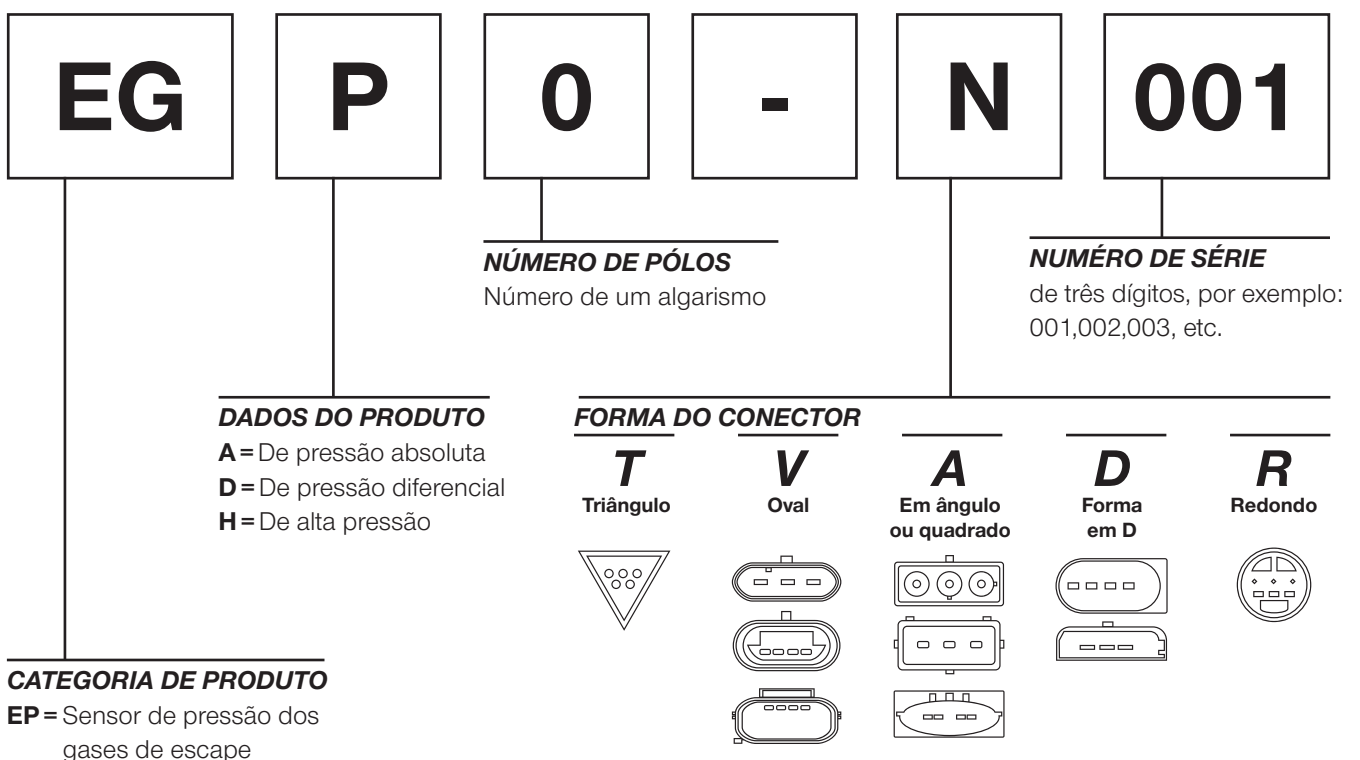 EG P 0 - N 001
NÚMERO DE PÓLOS
Número de um algarismo
NUMÉRO DE SÉRIE
de três dígitos, por exemplo:
001,002,003, etc.
DADOS DO PRODUTO
A = De pressão absoluta
D = De pressão diferencial
H = De alta pressão
FORMA DO CONECTOR
T
Triângulo
V
Oval
A
Em ângulo
ou quadrado
D
Forma
em D
R
Redondo
CATEGORIA DE PRODUTO
EP = Sensor de pressão dos
gases de escape